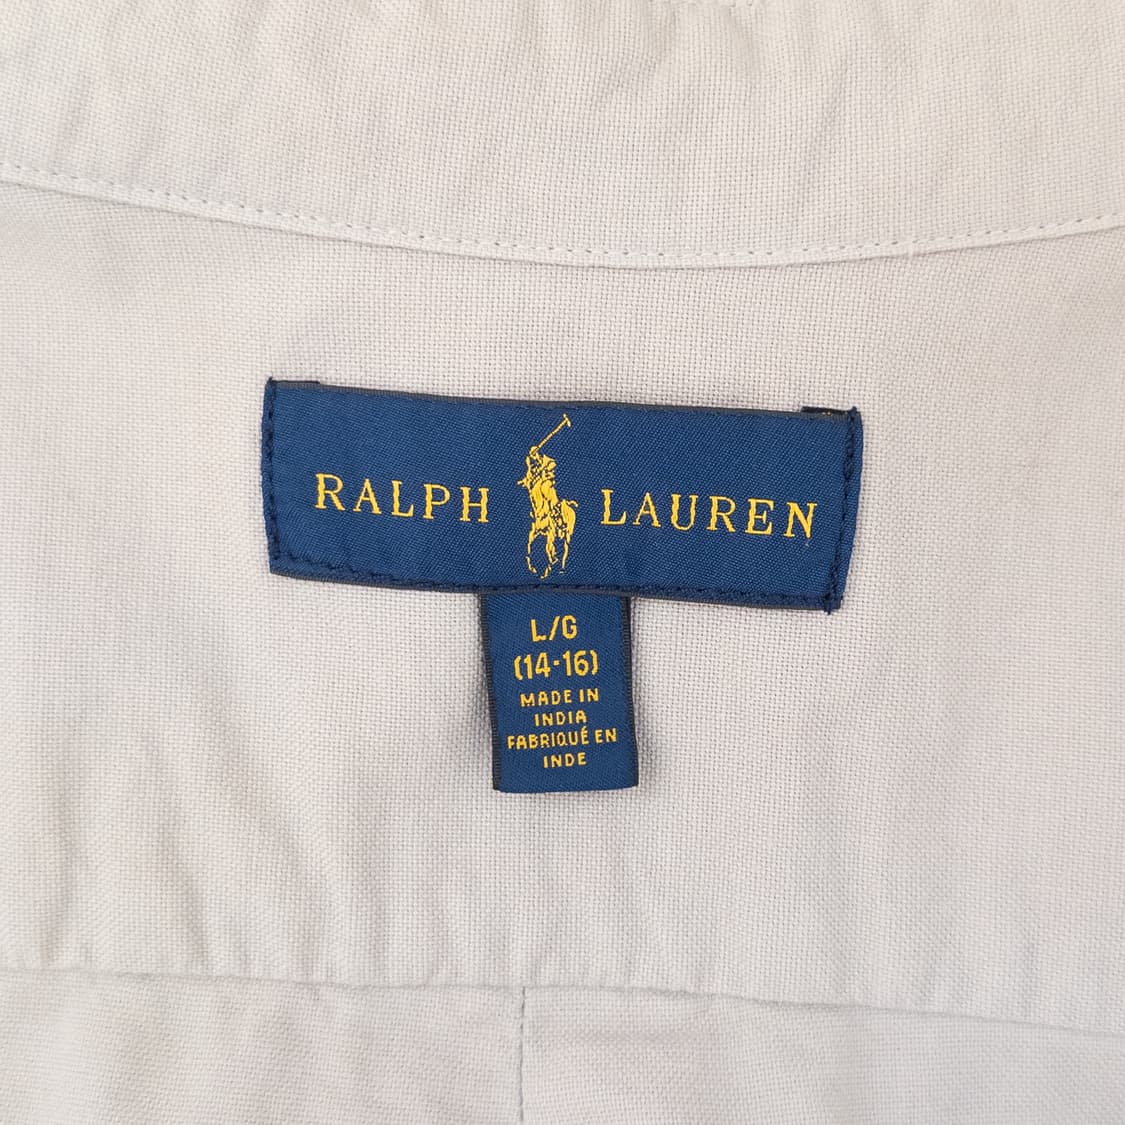 RALPH LAUREN
L/G
(14-16)
MADE IN
INDIA
FABRIQUÉ EN
INDE